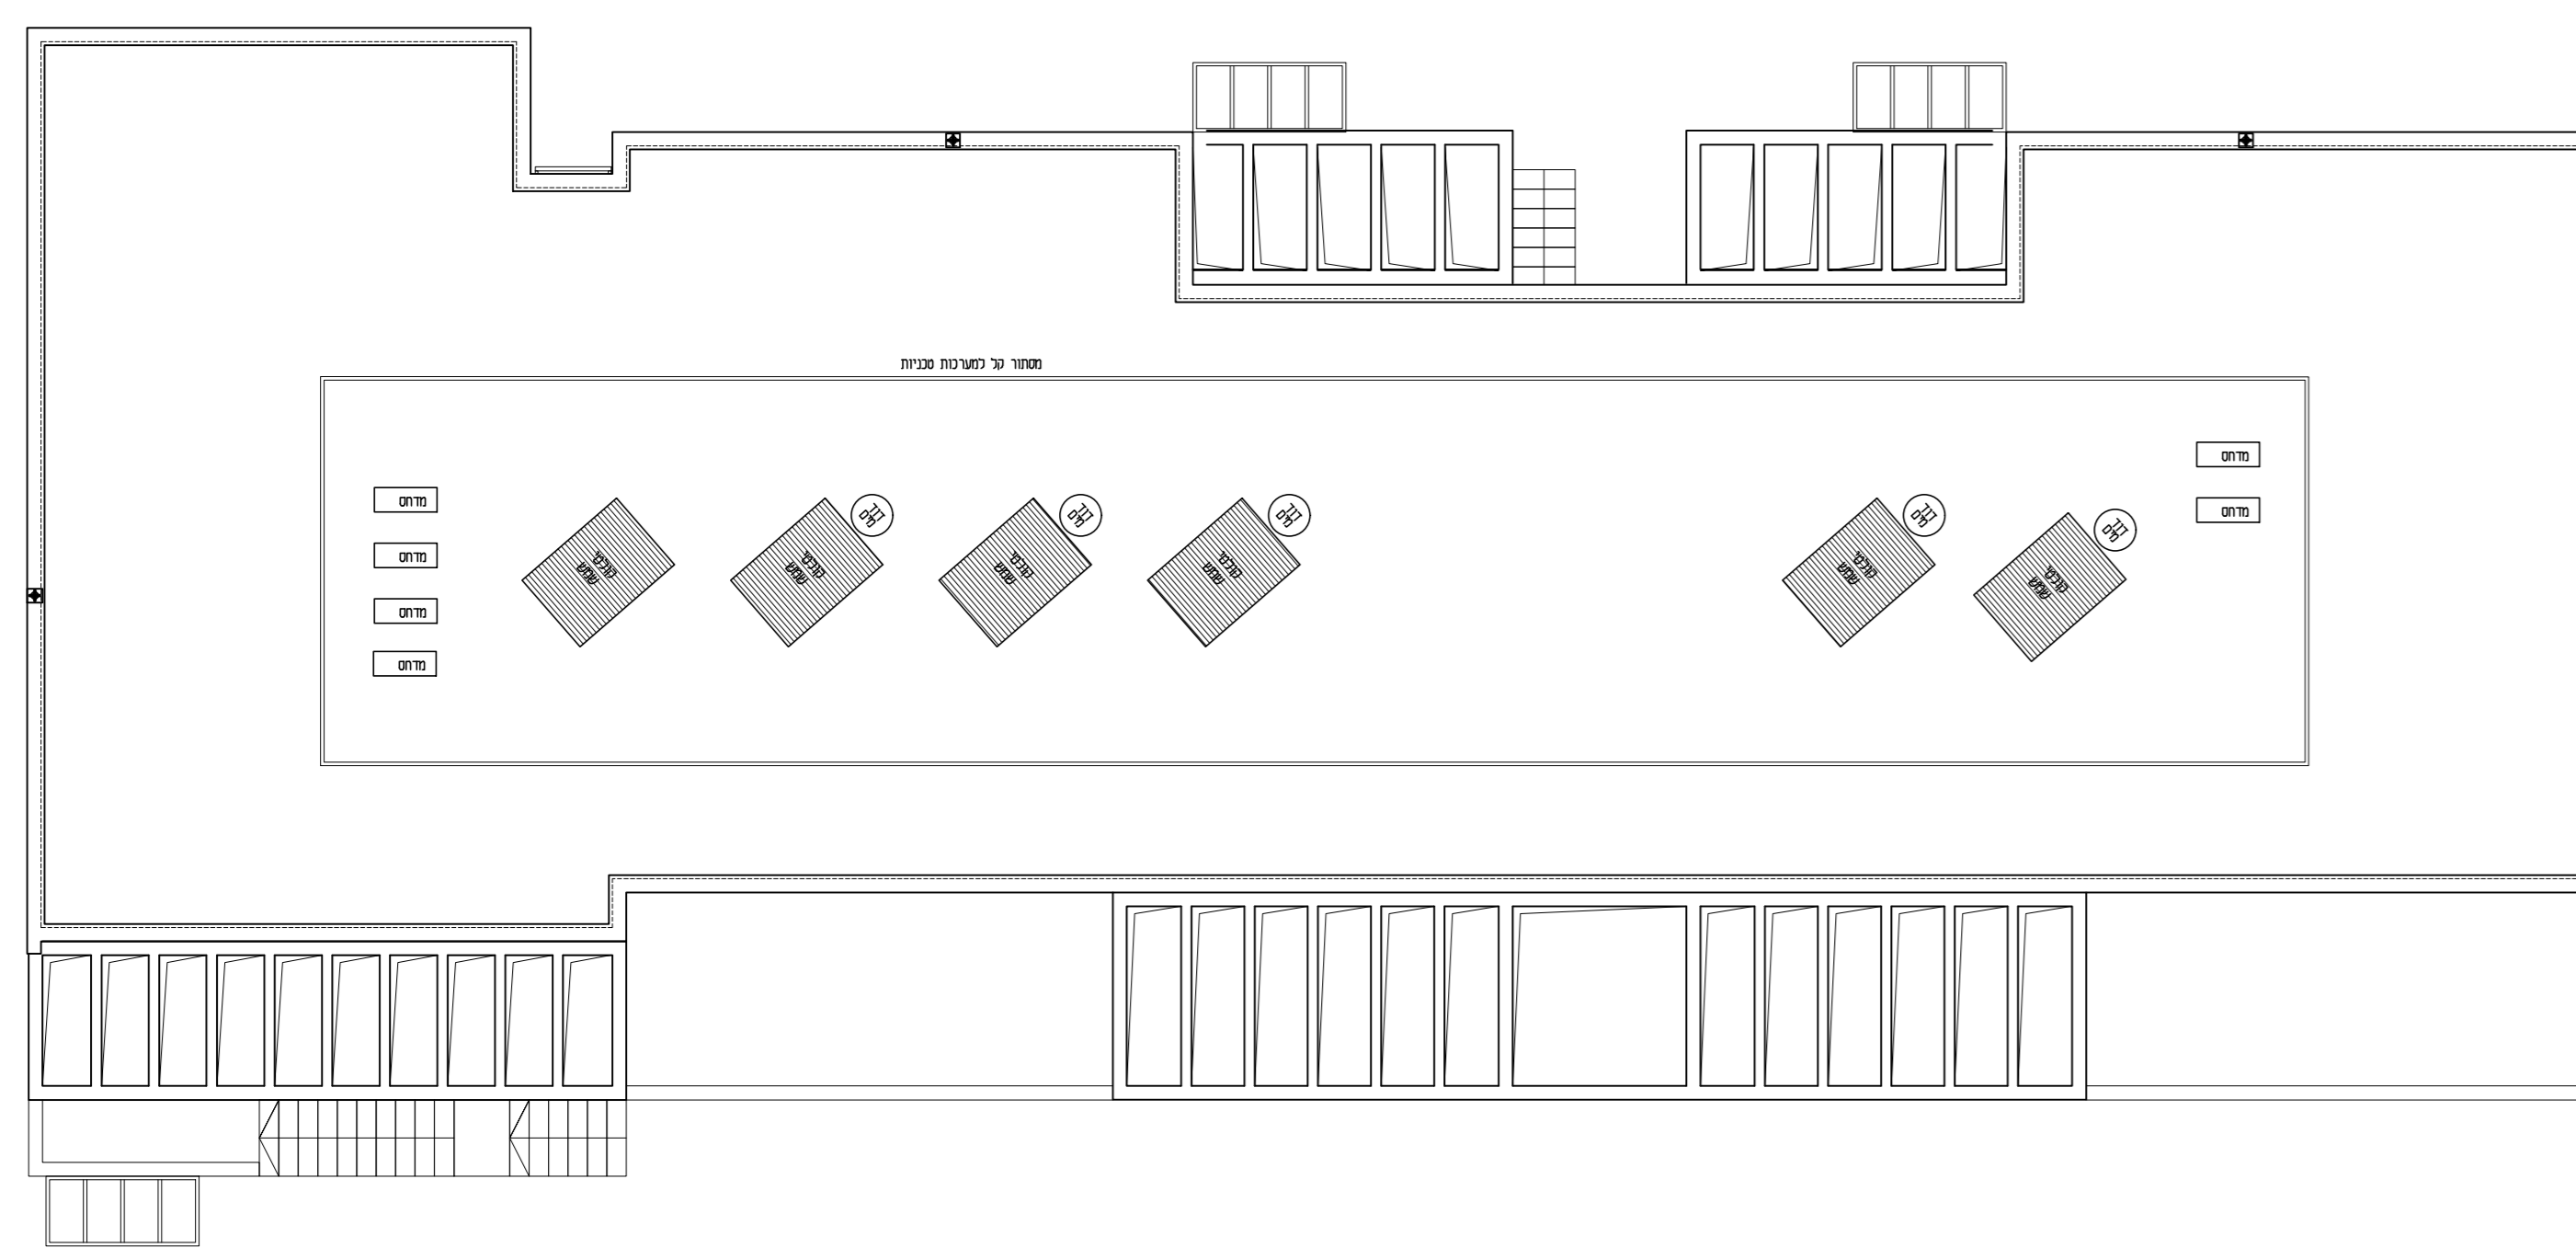 מסתור קל למערכות טכניות
מדחס
מדחס
מדחס
מדחס
קולטי
שמש
קולטי
שמש
דוד
מים
קולטי
שמש
דוד
מים
קולטי
שמש
דוד
מים
קולטי
שמש
דוד
מים
קולטי
שמש
דוד
מים
מדחס
מדחס